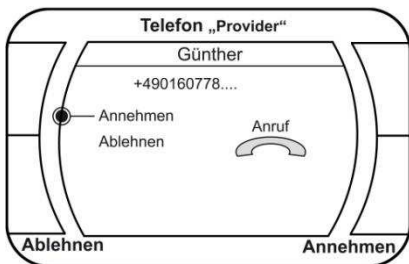 Telefon „Provider“
Günther
+490160778....
Annehmen
Ablehnen
Anruf
Ablehnen
Annehmen